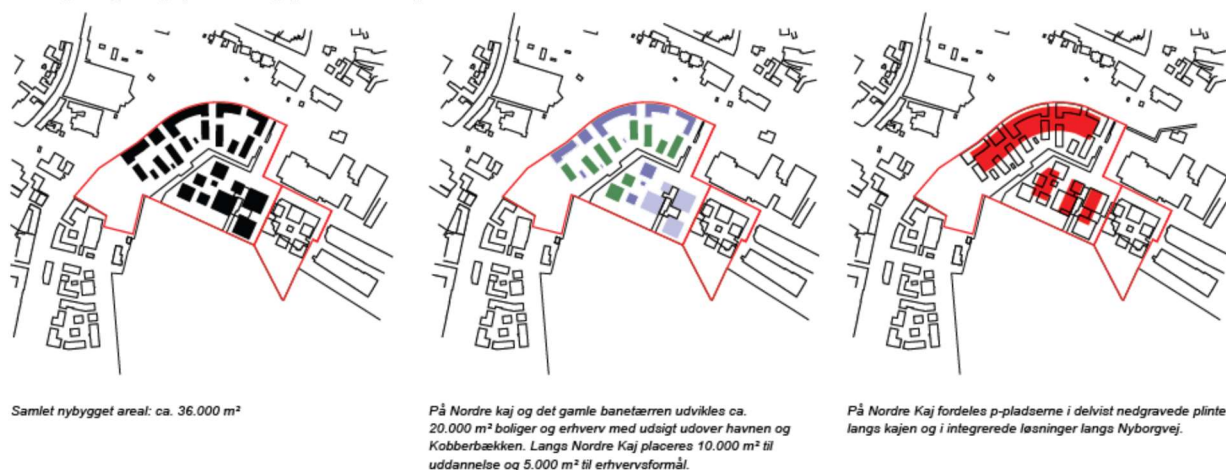 Samlet nybygget areal: ca. 36.000 m²
På Nordre kaj og det gamle banetærren udvikles ca.
20.000 m² boliger og erhverv med udsigt udover havnen og
Kobberbækken. Langs Nordre Kaj placeres 10.000 m² til
uddannelse og 5.000 m² til erhvervsformål.
På Nordre Kaj fordeles p-pladserne i delvist nedgravede plinte
langs kajen og i integrerede løsninger langs Nyborgvej.